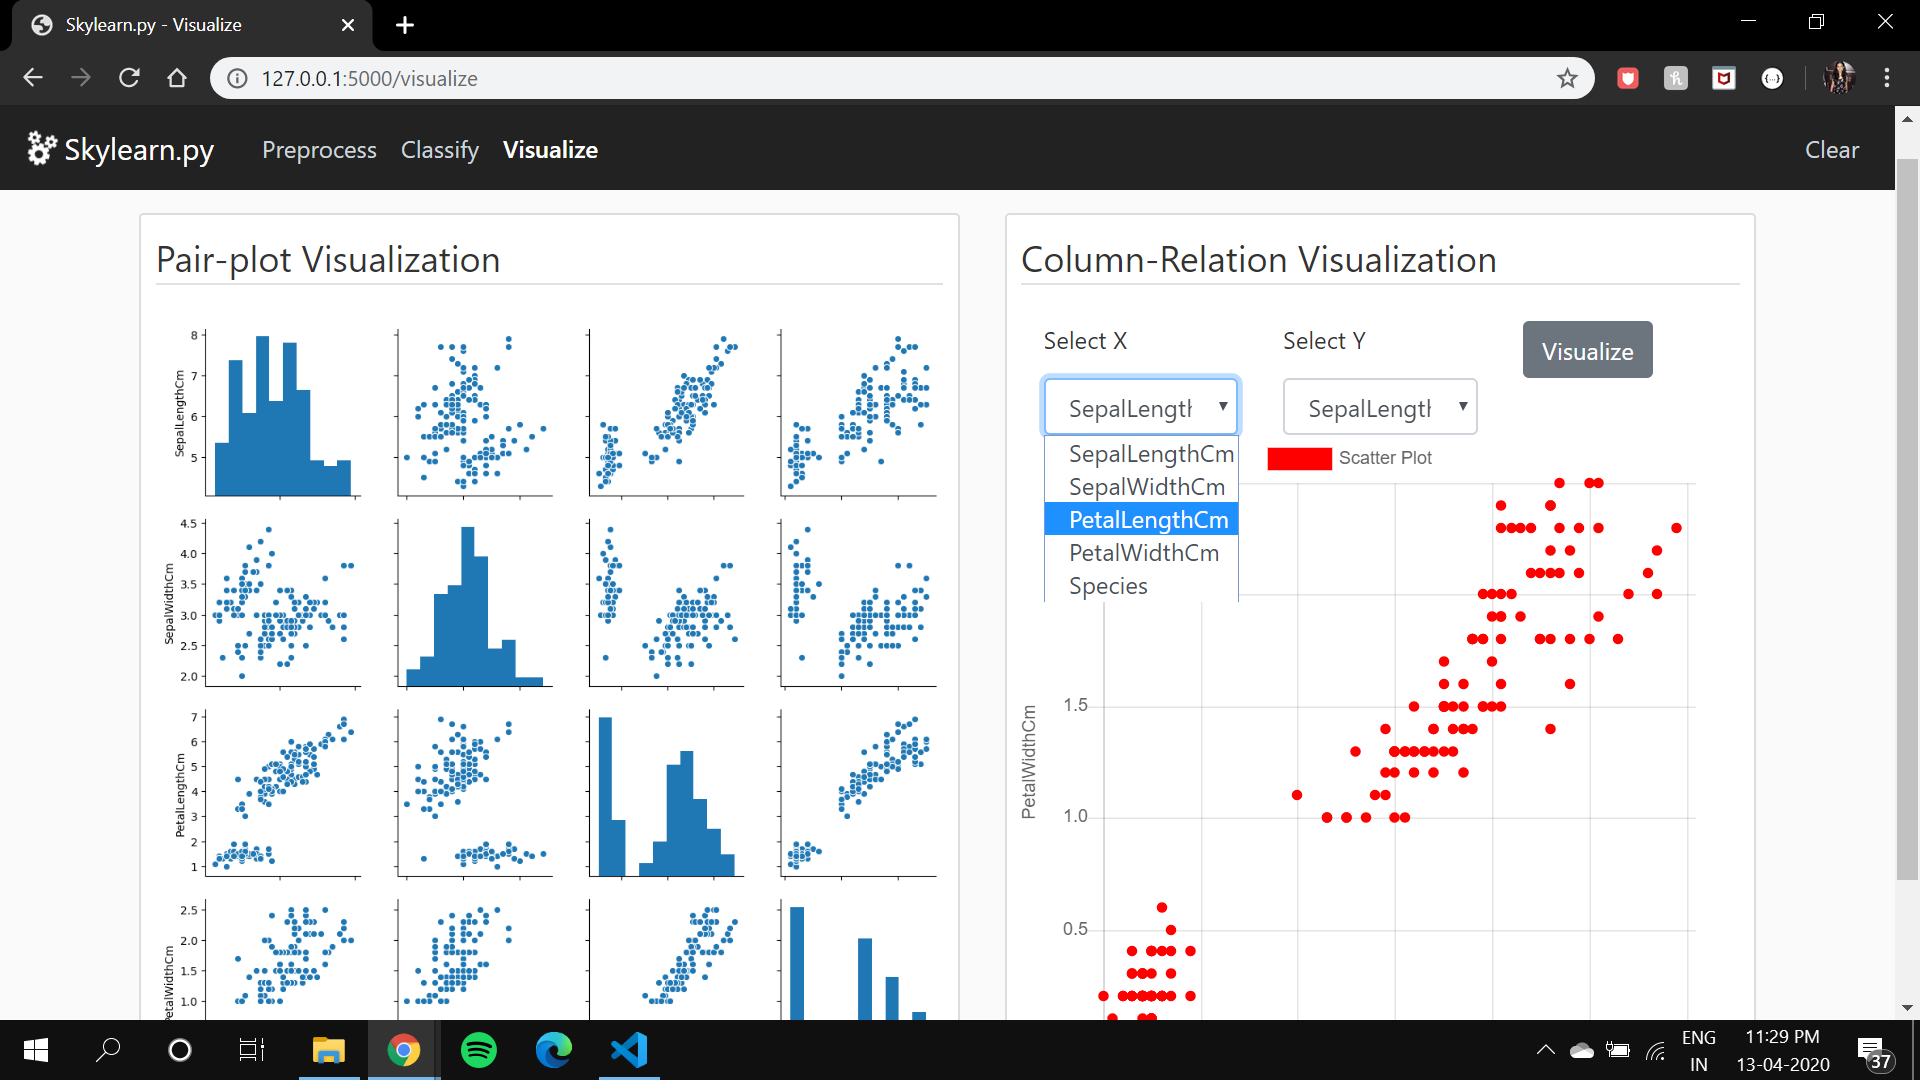 Skylearn.py - Visualize
127.0.0.1:5000/visualize
Skylearn.py Preprocess Classify Visualize Clear
Pair-plot Visualization
8
7
6
5
SepalLengthCm
4.5
4.0
3.5
3.0
2.5
2.0
SepalWidthCm
7
6
5
4
3
2
1
PetalLengthCm
2.5
2.0
1.5
1.0
PetalWidthCm
Column-Relation Visualization
Select X Select Y Visualize
SepalLength SepalLength
SepalLengthCm
SepalWidthCm
PetalLengthCm
PetalWidthCm
Species
Scatter Plot
1.5
1.0
0.5
PetalWidthCm
ENG
IN
11:29 PM
13-04-2020
37